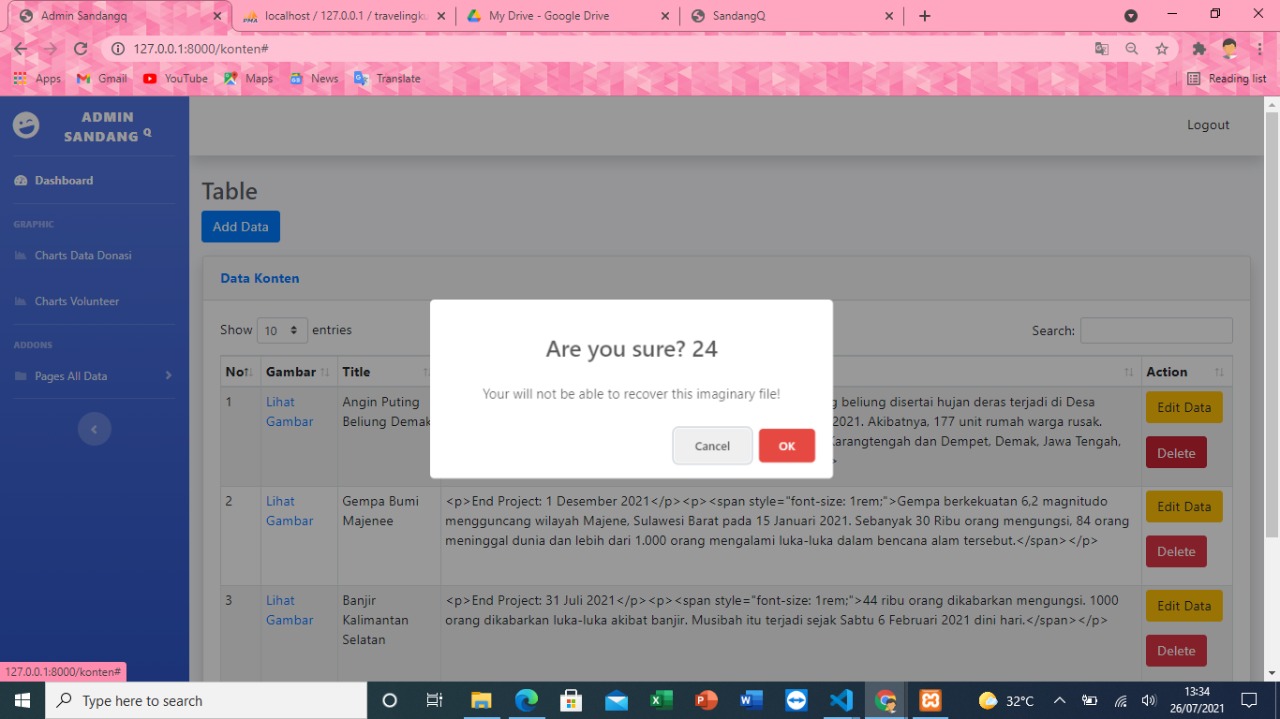 Admin Sandangq
localhost / 127.0.0.1 / travelingku
My Drive - Google Drive
SandangQ
127.0.0.1:8000/konten#
Apps
Gmail
YouTube
Maps
News
Translate
Reading list
ADMIN
SANDANG Q
Logout
Dashboard
GRAPHIC
Charts Data Donasi
Charts Volunteer
ADDONS
Pages All Data
Table
Add Data
Data Konten
Show 10 entries
Search:
No Gambar Title Action
1 Lihat Gambar Angin Puting Beliung Demak
beliung disertai hujan deras terjadi di Desa
2021. Akibatnya, 177 unit rumah warga rusak.
Karangtengah dan Dempet, Demak, Jawa Tengah,
Edit Data
Delete
Are you sure? 24
Your will not be able to recover this imaginary file!
Cancel
OK
2 Lihat Gambar Gempa Bumi Majenee
<p>End Project: 1 Desember 2021</p><p><span style="font-size: 1rem;">Gempa berkekuatan 6,2 magnitudo
mengguncang wilayah Majene, Sulawesi Barat pada 15 Januari 2021. Sebanyak 30 Ribu orang mengungsi, 84 orang
meninggal dunia dan lebih dari 1.000 orang mengalami luka-luka dalam bencana alam tersebut.</span></p>
Edit Data
Delete
3 Lihat Gambar Banjir Kalimantan Selatan
<p>End Project: 31 Juli 2021</p><p><span style="font-size: 1rem;">44 ribu orang dikabarkan mengungsi. 1000
orang dikabarkan luka-luka akibat banjir. Musibah itu terjadi sejak Sabtu 6 Februari 2021 dini hari.</span></p>
Edit Data
Delete
127.0.0.1:8000/konten#
Type here to search
32°C
13:34
26/07/2021